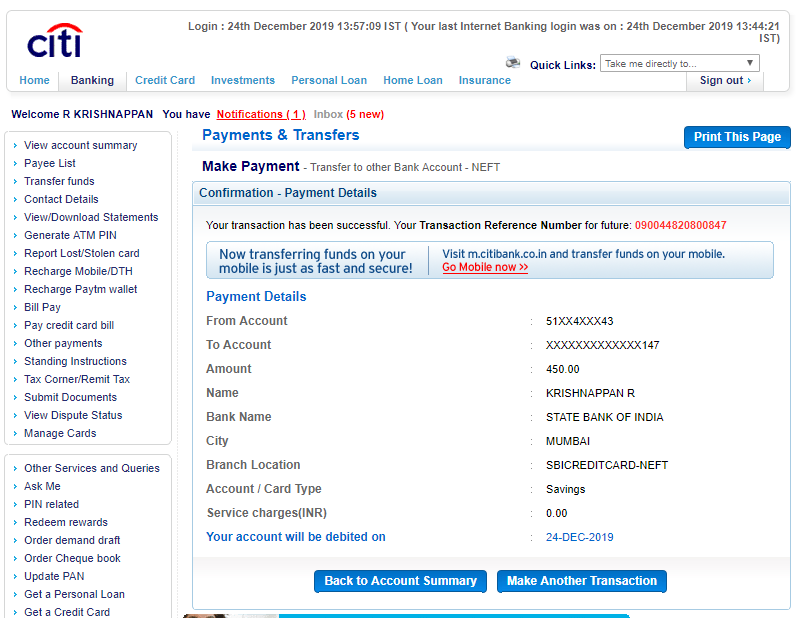 citi
Login : 24th December 2019 13:57:09 IST ( Your last Internet Banking login was on : 24th December 2019 13:44:21
IST)
Quick Links: Take me directly to...
Home Banking Credit Card Investments Personal Loan Home Loan Insurance Sign out ›
Welcome R KRISHNAPPAN You have Notifications ( 1 ) Inbox (5 new)
View account summary
Payee List
Transfer funds
Contact Details
View/Download Statements
Generate ATM PIN
Report Lost/Stolen card
Recharge Mobile/DTH
Recharge Paytm wallet
Bill Pay
Pay credit card bill
Other payments
Standing Instructions
Tax Corner/Remit Tax
Submit Documents
View Dispute Status
Manage Cards
Other Services and Queries
Ask Me
PIN related
Redeem rewards
Order demand draft
Order Cheque book
Update PAN
Get a Personal Loan
Get a Credit Card
Payments & Transfers
Print This Page
Make Payment - Transfer to other Bank Account - NEFT
Confirmation - Payment Details
Your transaction has been successful. Your Transaction Reference Number for future: 090044820800847
Now transferring funds on your
mobile is just as fast and secure!
Visit m.citibank.co.in and transfer funds on your mobile.
Go Mobile now >>
Payment Details
From Account : 51XX4XXX43
To Account : XXXXXXXXXXXXX147
Amount : 450.00
Name : KRISHNAPPAN R
Bank Name : STATE BANK OF INDIA
City : MUMBAI
Branch Location : SBICREDITCARD-NEFT
Account / Card Type : Savings
Service charges(INR) : 0.00
Your account will be debited on : 24-DEC-2019
Back to Account Summary Make Another Transaction